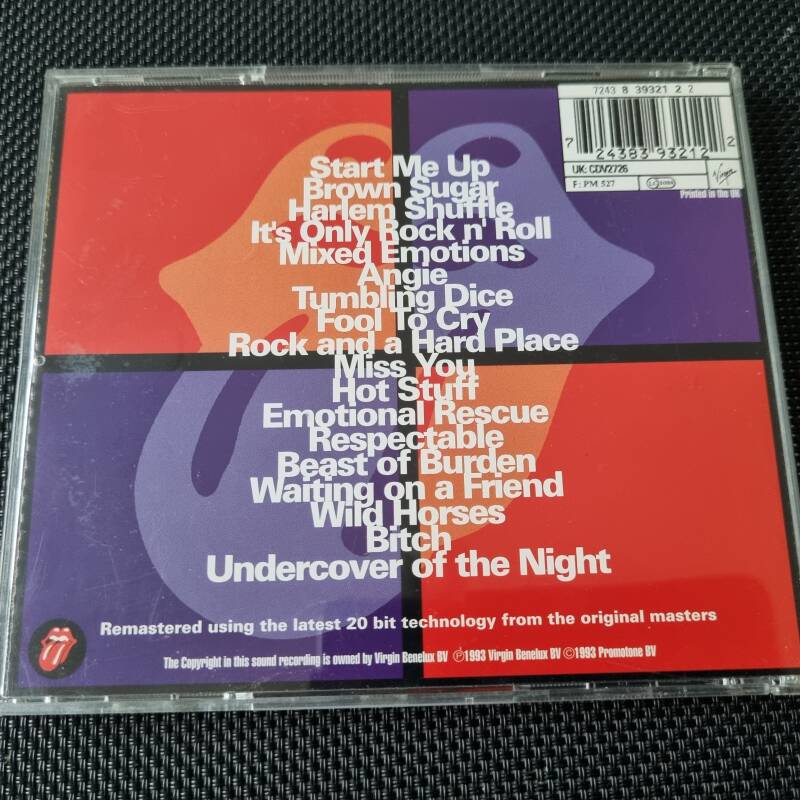 7243 8 39321 2 2
7 24383 93212 2
UK: CDV2726
F: PM 527
Virgin
Printed in the UK
Start Me Up
Brown Sugar
Harlem Shuffle
It's Only Rock n' Roll
Mixed Emotions
Angie
Tumbling Dice
Fool To Cry
Rock and a Hard Place
Miss You
Hot Stuff
Emotional Rescue
Respectable
Beast of Burden
Waiting on a Friend
Wild Horses
Bitch
Undercover of the Night
Remastered using the latest 20 bit technology from the original masters
The Copyright in this sound recording is owned by Virgin Benelux BV ℗1993 Virgin Benelux BV ©1993 Promotone BV